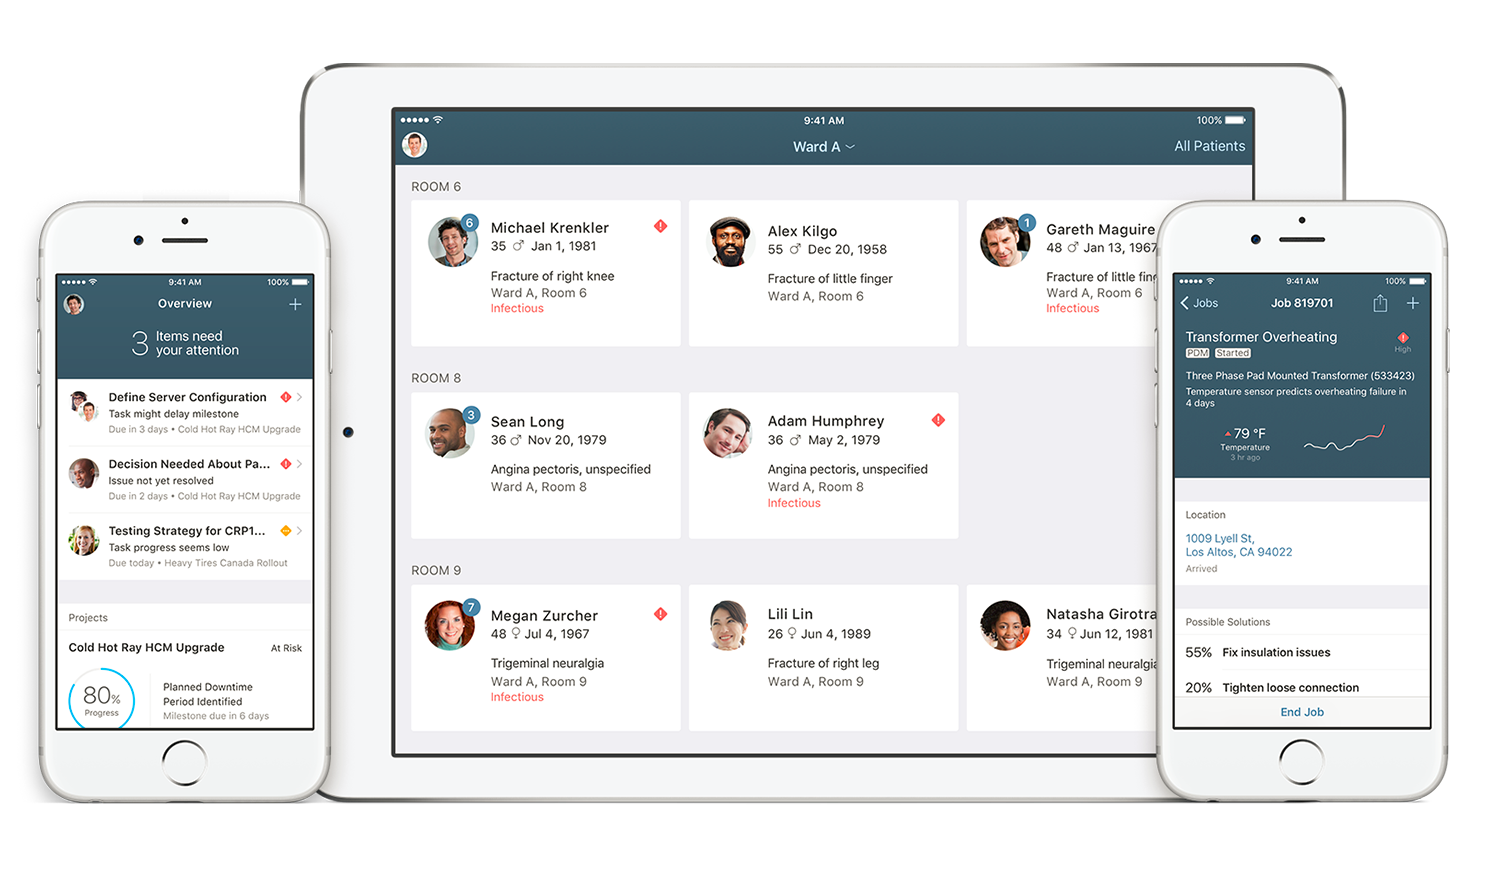 9:41 AM
100%
Overview
3
Items need
your attention
Define Server Configuration
Task might delay milestone
Due in 3 days • Cold Hot Ray HCM Upgrade
Decision Needed About Pa...
Issue not yet resolved
Due in 2 days • Cold Hot Ray HCM Upgrade
Testing Strategy for CRP1...
Task progress seems low
Due today • Heavy Tires Canada Rollout
Projects
Cold Hot Ray HCM Upgrade
At Risk
80%
Progress
Planned Downtime
Period Identified
Milestone due in 6 days
9:41 AM
100%
Ward A
All Patients
ROOM 6
6
Michael Krenkler
35 ♂ Jan 1, 1981
Fracture of right knee
Ward A, Room 6
Infectious
Alex Kilgo
55 ♂ Dec 20, 1958
Fracture of little finger
Ward A, Room 6
1
Gareth Maguire
48 ♂ Jan 13, 1967
Fracture of little fin
Ward A, Room 6
Infectious
ROOM 8
3
Sean Long
36 ♂ Nov 20, 1979
Angina pectoris, unspecified
Ward A, Room 8
Adam Humphrey
36 ♂ May 2, 1979
Angina pectoris, unspecified
Ward A, Room 8
Infectious
ROOM 9
7
Megan Zurcher
48 ♀ Jul 4, 1967
Trigeminal neuralgia
Ward A, Room 9
Infectious
Lili Lin
26 ♀ Jun 4, 1989
Fracture of right leg
Ward A, Room 9
Natasha Girotra
34 ♀ Jun 12, 1981
Trigeminal neuralgia
Ward A, Room 9
9:41 AM
100%
Jobs
Job 819701
Transformer Overheating
High
PDM Started
Three Phase Pad Mounted Transformer (533423)
Temperature sensor predicts overheating failure in
4 days
79 °F
Temperature
3 hr ago
Location
1009 Lyell St,
Los Altos, CA 94022
Arrived
Possible Solutions
55% Fix insulation issues
20% Tighten loose connection
End Job